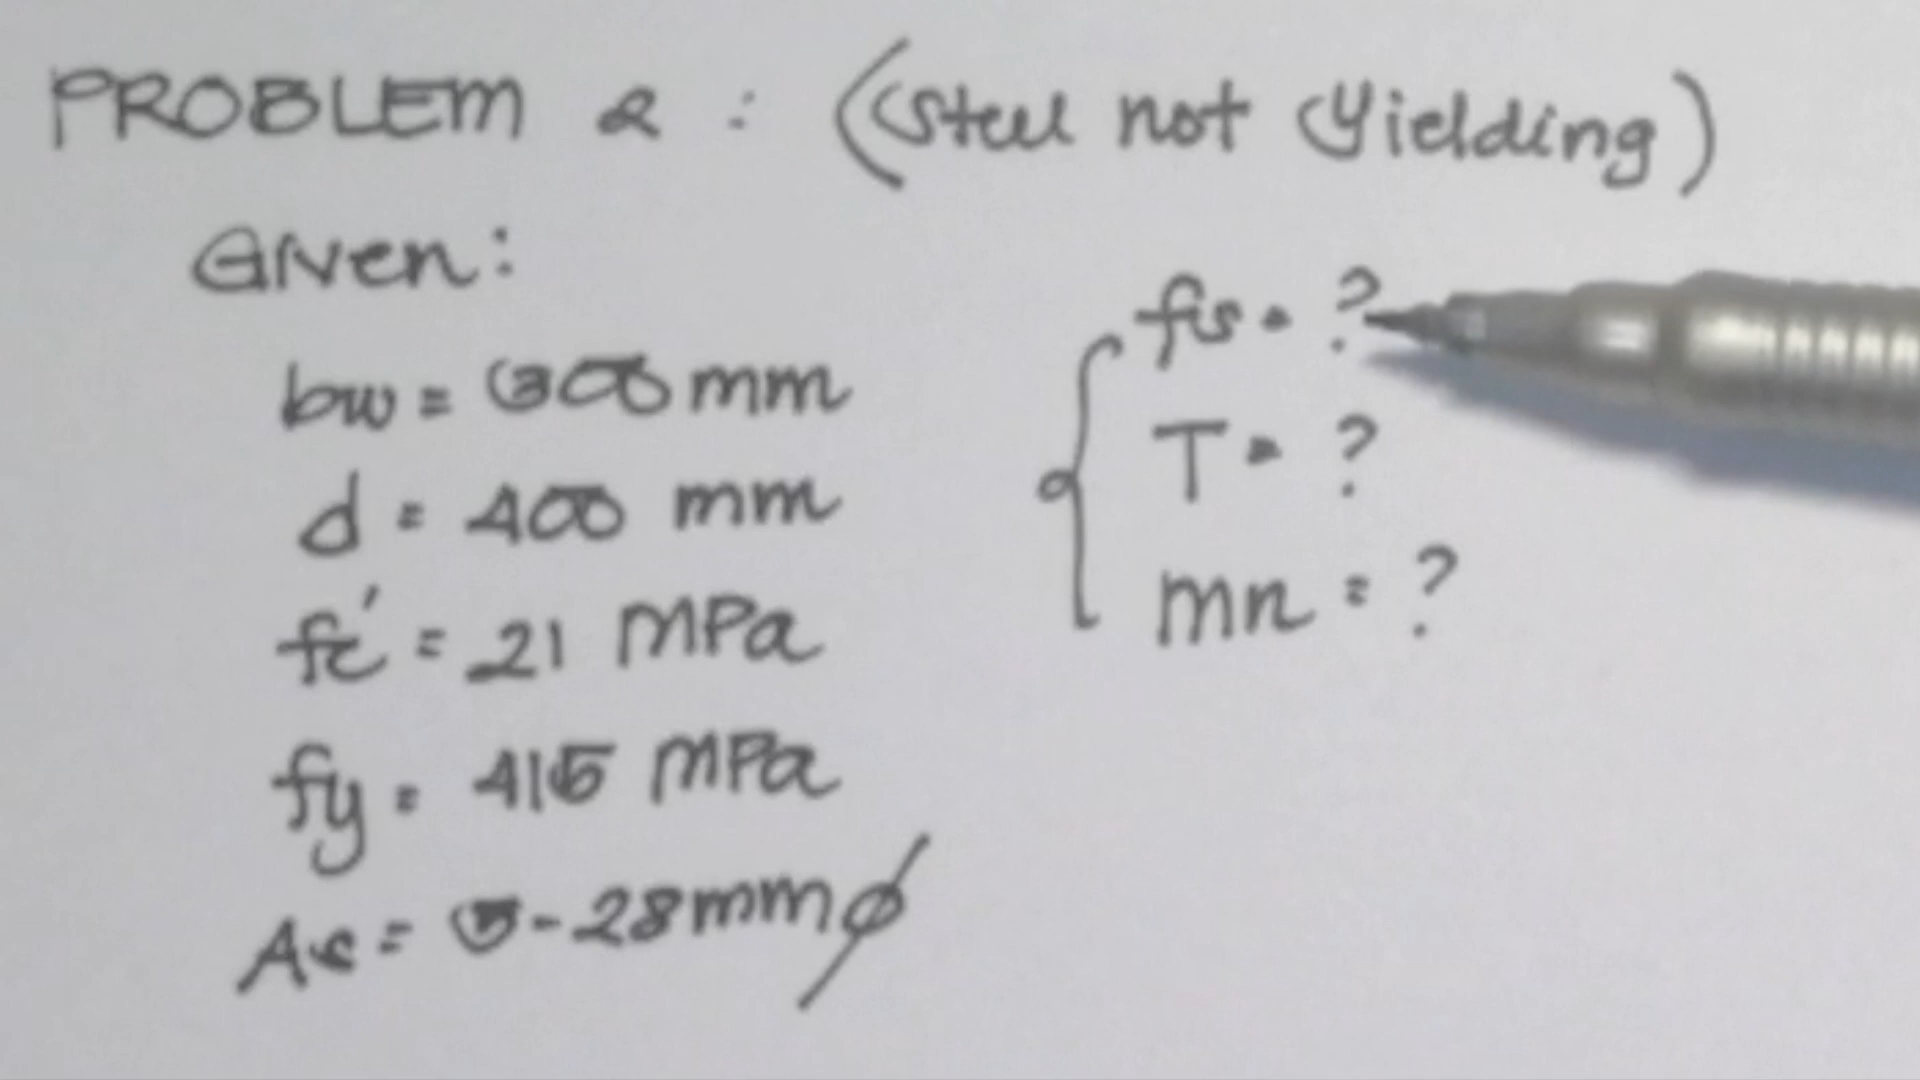 PROBLEM 2 : (Steel not Yielding)
Given:
bw = 300 mm
d = 400 mm
fc' = 21 MPa
fy = 415 MPa
As = 5-28mmϕ
fs = ?
T = ?
mn = ?